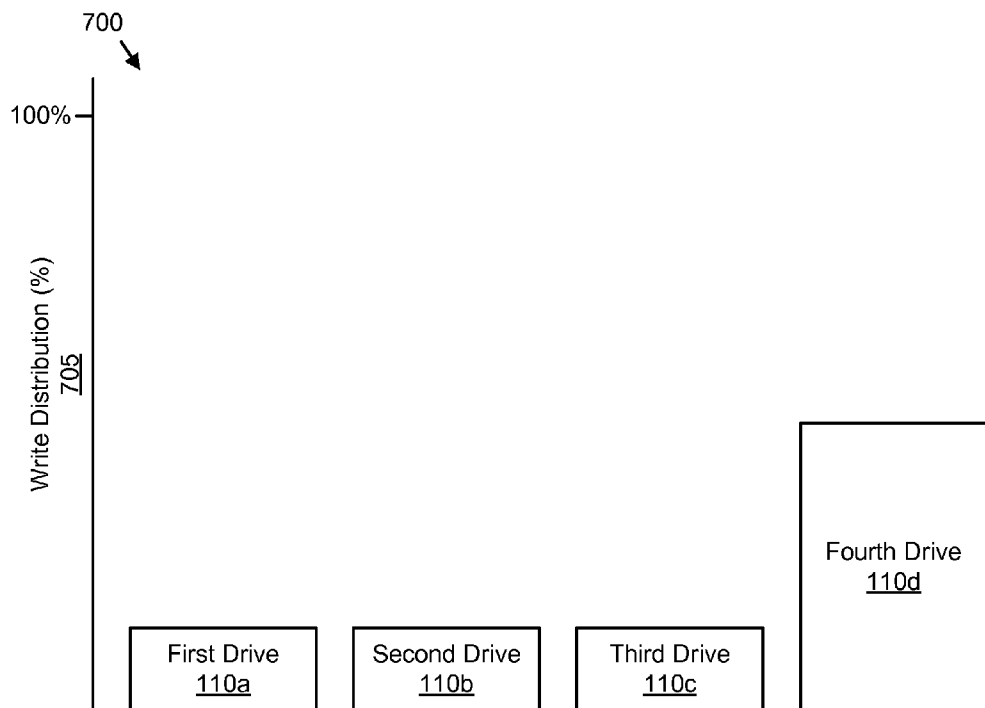 700
100%
Write Distribution (%)
705
Fourth Drive
110d
First Drive
110a
Second Drive
110b
Third Drive
110c